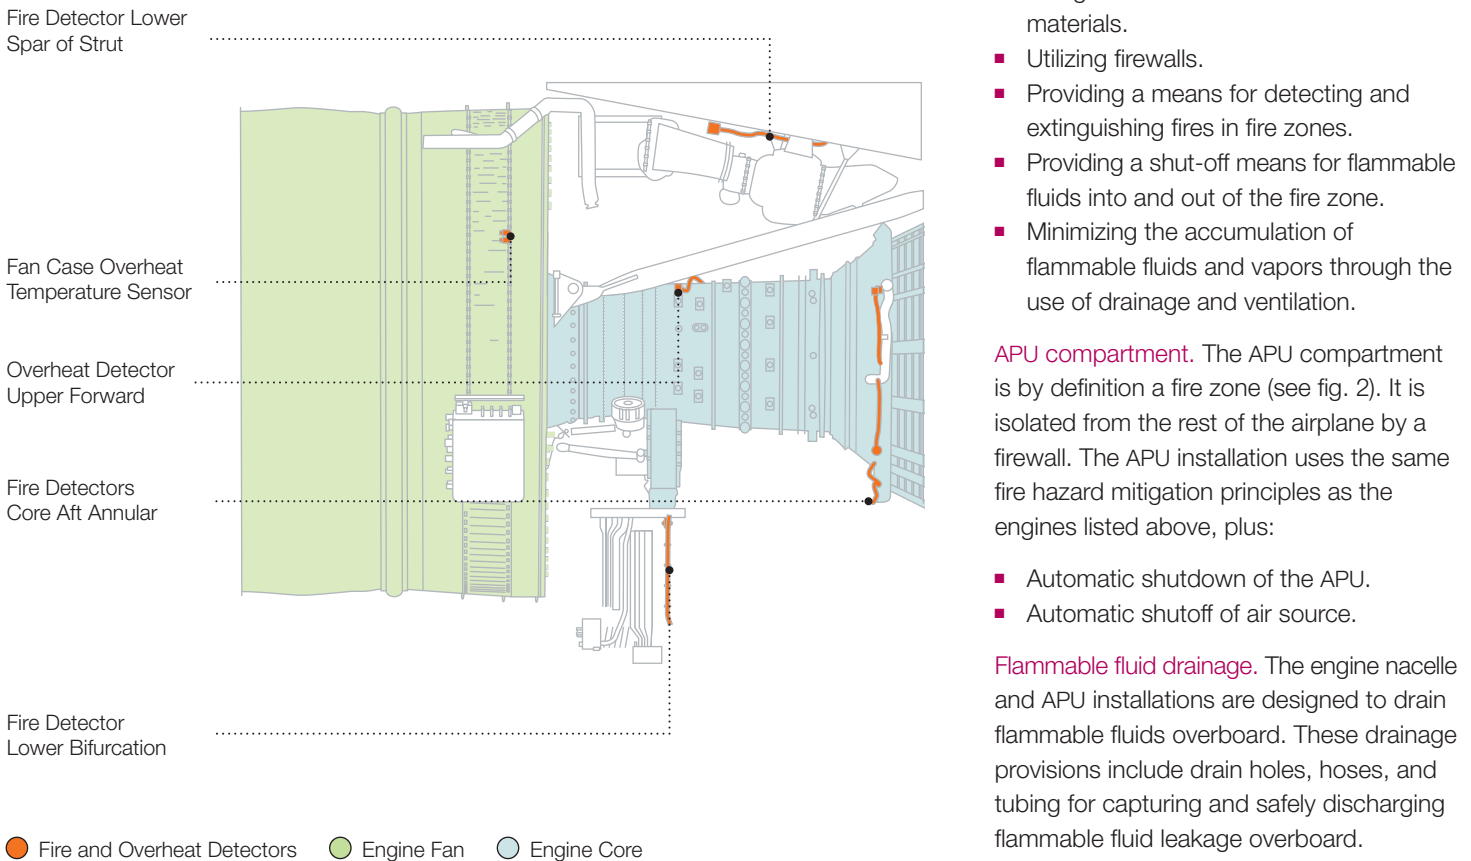 Fire Detector Lower
Spar of Strut
Fan Case Overheat
Temperature Sensor
Overheat Detector
Upper Forward
Fire Detectors
Core Aft Annular
Fire Detector
Lower Bifurcation
Fire and Overheat Detectors
Engine Fan
Engine Core
materials.
■ Utilizing firewalls.
■ Providing a means for detecting and
extinguishing fires in fire zones.
■ Providing a shut-off means for flammable
fluids into and out of the fire zone.
■ Minimizing the accumulation of
flammable fluids and vapors through the
use of drainage and ventilation.
APU compartment. The APU compartment
is by definition a fire zone (see fig. 2). It is
isolated from the rest of the airplane by a
firewall. The APU installation uses the same
fire hazard mitigation principles as the
engines listed above, plus:
■ Automatic shutdown of the APU.
■ Automatic shutoff of air source.
Flammable fluid drainage. The engine nacelle
and APU installations are designed to drain
flammable fluids overboard. These drainage
provisions include drain holes, hoses, and
tubing for capturing and safely discharging
flammable fluid leakage overboard.